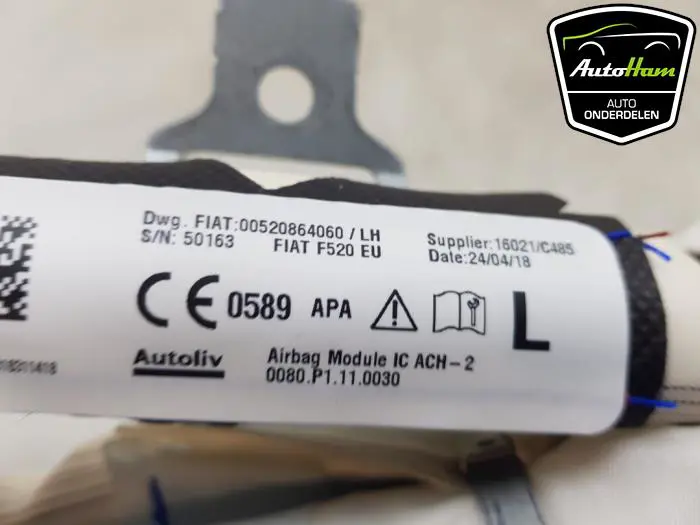 AutoHam
AUTO
ONDERDELEN
Dwg. FIAT:00520864060 / LH
S/N: 50163 FIAT F520 EU
Supplier:16021/C485
Date:24/04/18
CE 0589 APA
L
Autoliv
Airbag Module IC ACH-2
0080.P1.11.0030